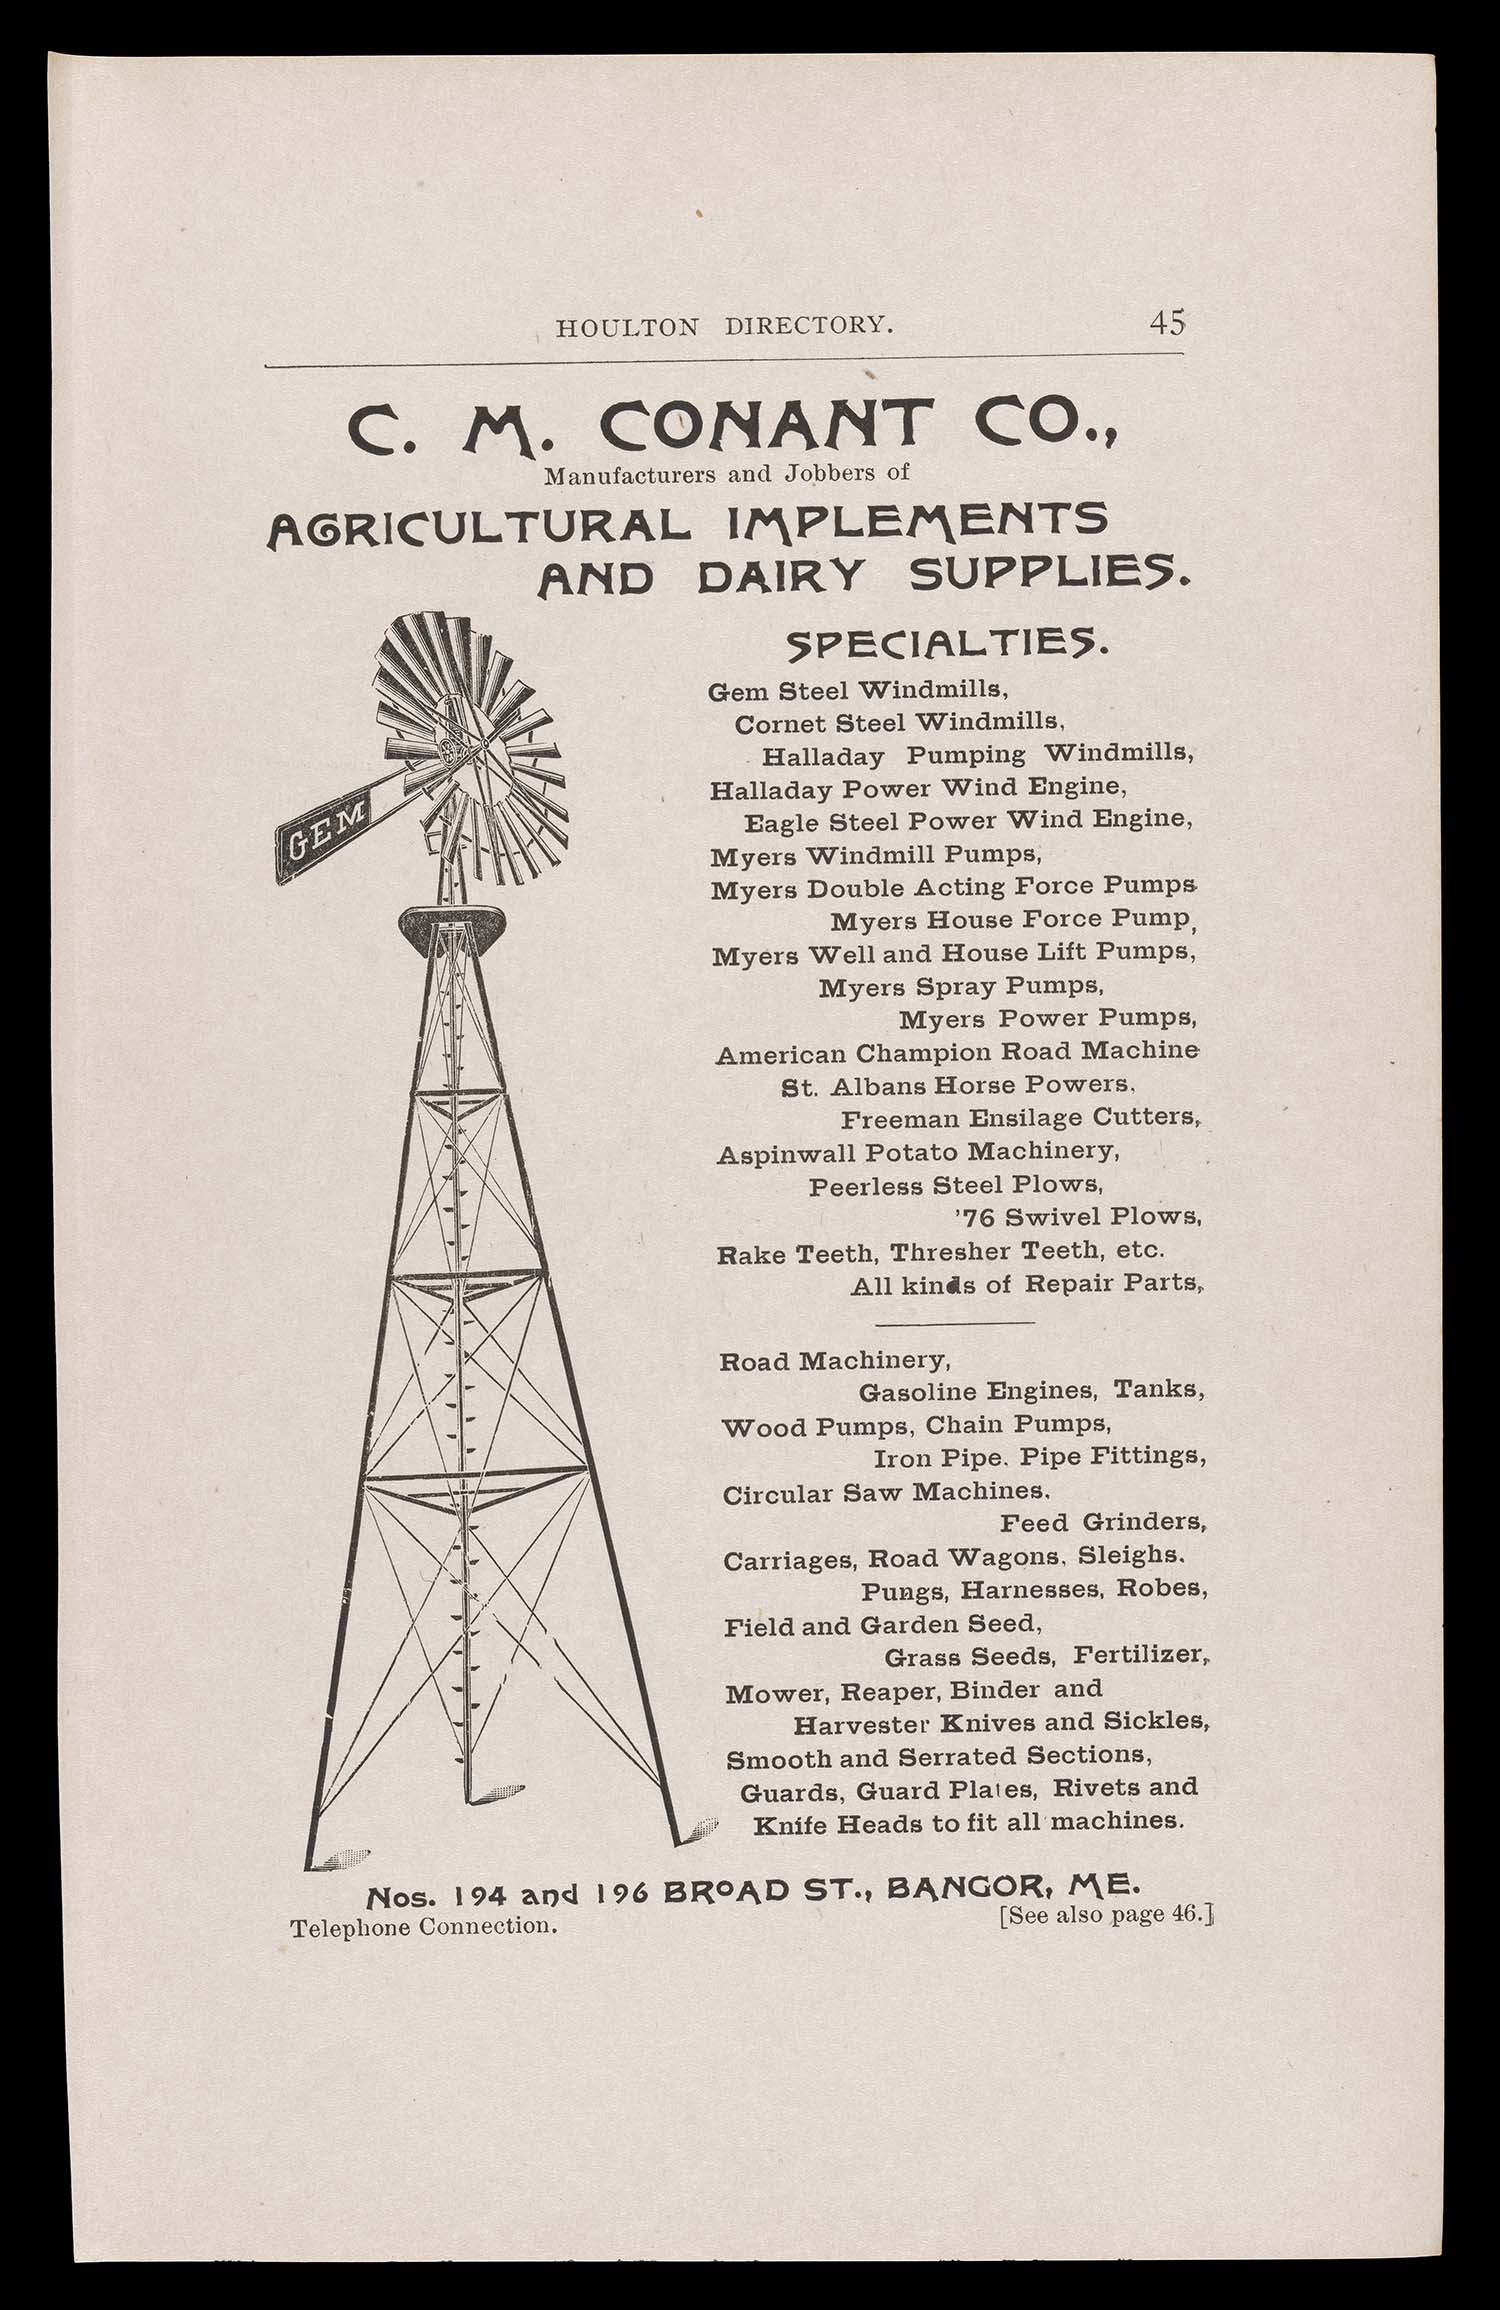 HOULTON DIRECTORY. 45
C. M. CONANT CO.,
Manufacturers and Jobbers of
AGRICULTURAL IMPLEMENTS
AND DAIRY SUPPLIES.
GEM
SPECIALTIES.
Gem Steel Windmills,
Cornet Steel Windmills,
Halladay Pumping Windmills,
Halladay Power Wind Engine,
Eagle Steel Power Wind Engine,
Myers Windmill Pumps,
Myers Double Acting Force Pumps
Myers House Force Pump,
Myers Well and House Lift Pumps,
Myers Spray Pumps,
Myers Power Pumps,
American Champion Road Machine
St. Albans Horse Powers.
Freeman Ensilage Cutters,
Aspinwall Potato Machinery,
Peerless Steel Plows,
'76 Swivel Plows,
Rake Teeth, Thresher Teeth, etc.
All kinds of Repair Parts,
Road Machinery,
Gasoline Engines, Tanks,
Wood Pumps, Chain Pumps,
Iron Pipe. Pipe Fittings,
Circular Saw Machines.
Feed Grinders,
Carriages, Road Wagons, Sleighs.
Pungs, Harnesses, Robes,
Field and Garden Seed,
Grass Seeds, Fertilizer,
Mower, Reaper, Binder and
Harvester Knives and Sickles,
Smooth and Serrated Sections,
Guards, Guard Plates, Rivets and
Knife Heads to fit all machines.
Nos. 194 and 196 BROAD ST., BANGOR, ME.
Telephone Connection. [See also page 46.]